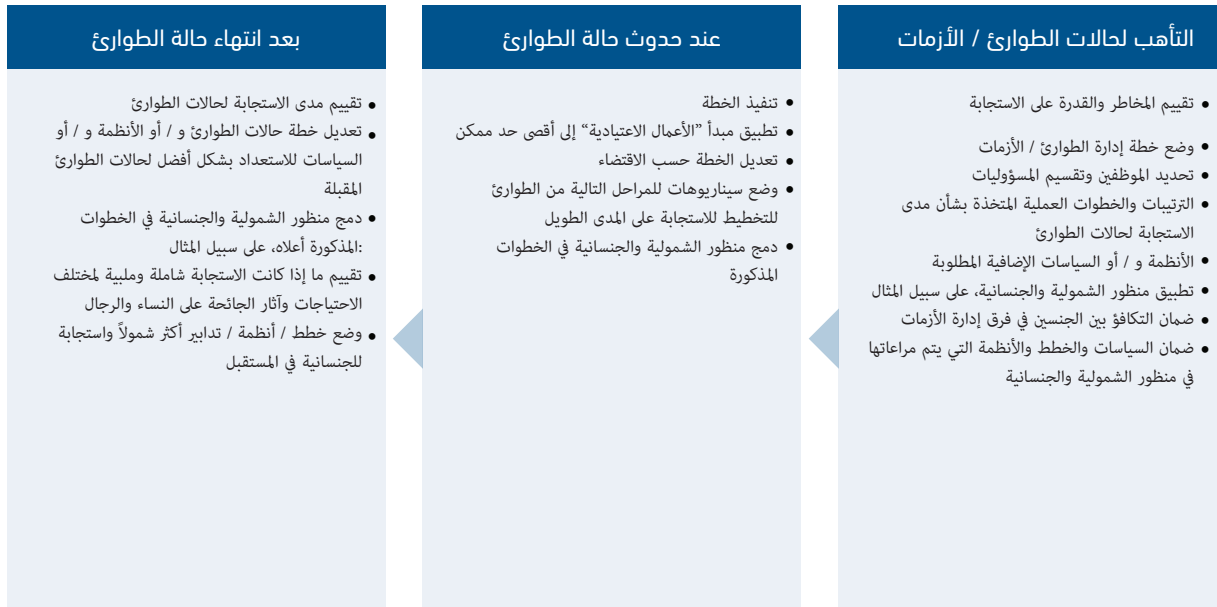 التأهب لحالات الطوارئ / الأزمات
• تقييم المخاطر والقدرة على الاستجابة
• وضع خطة إدارة الطوارئ / الأزمات
• تحديد الموظفين وتقسيم المسؤوليات
• الترتيبات والخطوات العملية المتخذة بشأن مدى
الاستجابة لحالات الطوارئ
• الأنظمة و / أو السياسات الإضافية المطلوبة
• تطبيق منظور الشمولية والجنسانية، على سبيل المثال
• ضمان التكافؤ بين الجنسين في فرق إدارة الأزمات
• ضمان السياسات والخطط والأنظمة التي يتم مراعاتها
في منظور الشمولية والجنسانية
عند حدوث حالة الطوارئ
• تنفيذ الخطة
• تطبيق مبدأ ”الأعمال الاعتيادية“ إلى أقصى حد ممكن
• تعديل الخطة حسب الاقتضاء
• وضع سيناريوهات للمراحل التالية من الطوارئ
للتخطيط للاستجابة على المدى الطويل
• دمج منظور الشمولية والجنسانية في الخطوات
المذكورة
بعد انتهاء حالة الطوارئ
• تقييم مدى الاستجابة لحالات الطوارئ
• تعديل خطة حالات الطوارئ و / أو الأنظمة و / أو
السياسات للاستعداد بشكل أفضل لحالات الطوارئ
المقبلة
• دمج منظور الشمولية والجنسانية في الخطوات
:المذكورة أعلاه، على سبيل المثال
• تقييم ما إذا كانت الاستجابة شاملة وملبية لمختلف
الاحتياجات وآثار الجائحة على النساء والرجال
• وضع خطط / أنظمة / تدابير أكثر شمولاً واستجابة
للجنسانية في المستقبل